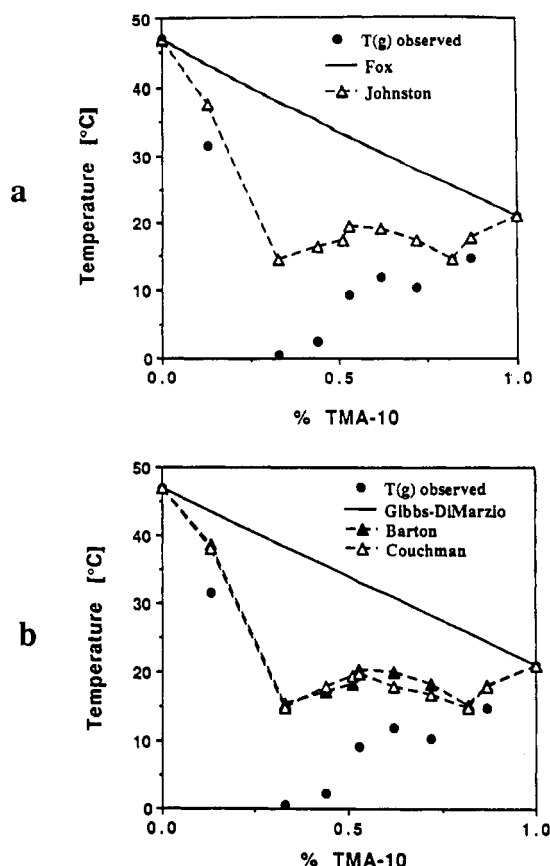 a
T(g) observed
Fox
Johnston
Temperature [°C]
50
40
30
20
10
0
0.0
0.5
1.0
% TMA-10
b
T(g) observed
Gibbs-DiMarzio
Barton
Couchman
Temperature [°C]
50
40
30
20
10
0
0.0
0.5
1.0
% TMA-10